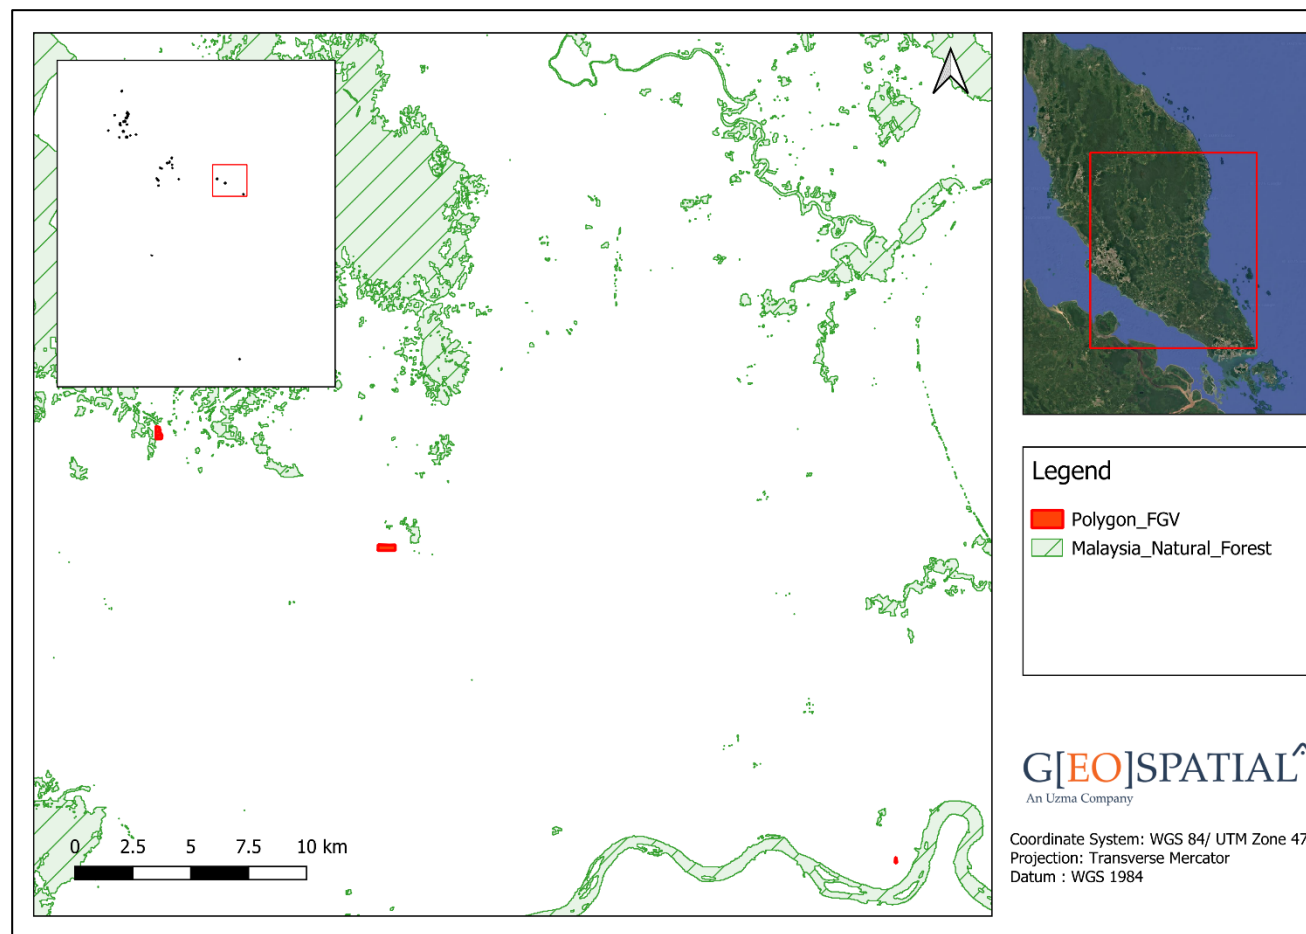 Legend
Polygon_FGV
Malaysia_Natural_Forest
0 2.5 5 7.5 10 km
G[EO]SPATIAL
An Uzma Company
Coordinate System: WGS 84/ UTM Zone 47
Projection: Transverse Mercator
Datum : WGS 1984